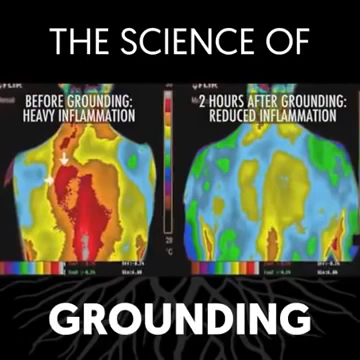 THE SCIENCE OF
BEFORE GROUNDING:
HEAVY INFLAMMATION
2 HOURS AFTER GROUNDING:
REDUCED INFLAMMATION
GROUNDING